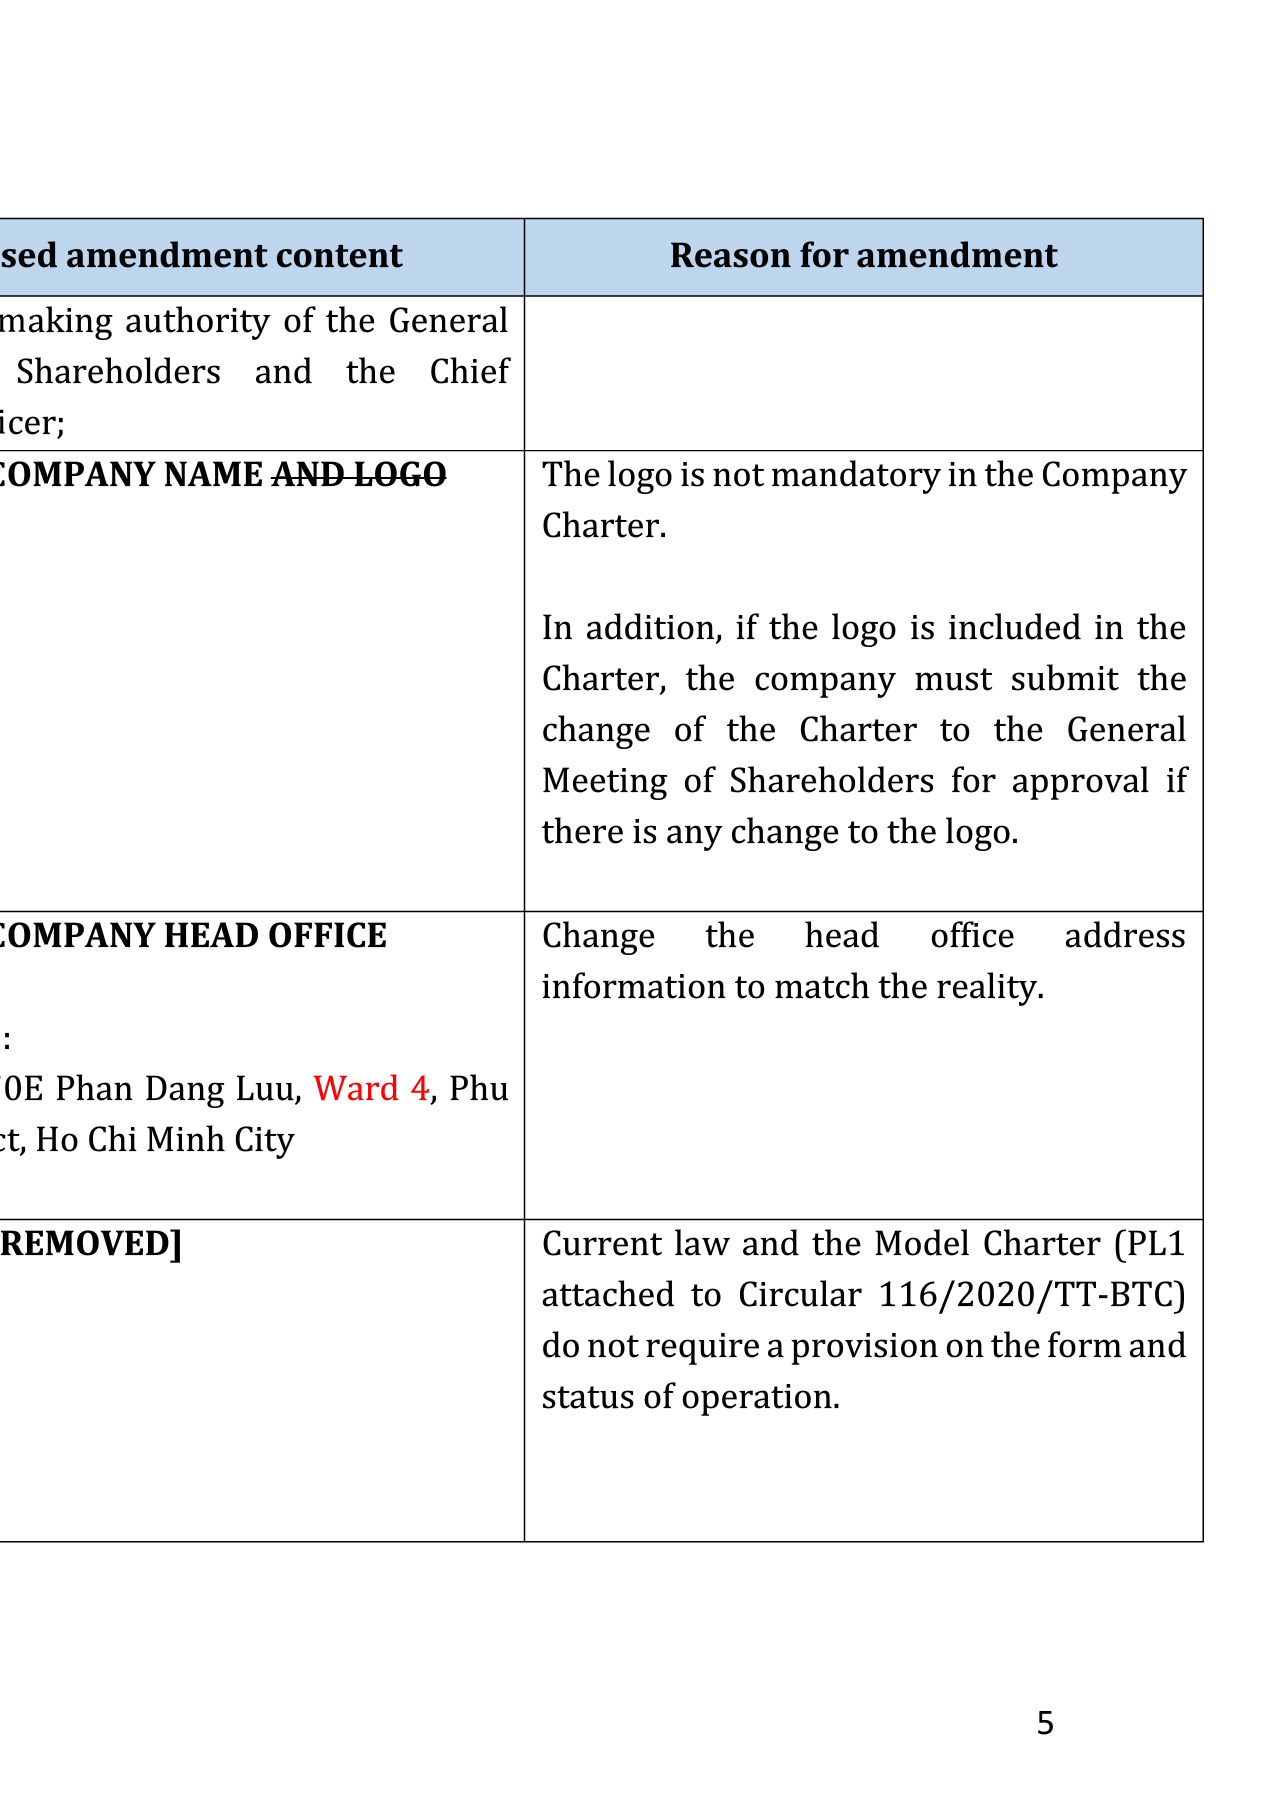 sed amendment content
Reason for amendment
making authority of the General
Shareholders and the Chief
icer;
COMPANY NAME AND LOGO
The logo is not mandatory in the Company
Charter.
In addition, if the logo is included in the
Charter, the company must submit the
change of the Charter to the General
Meeting of Shareholders for approval if
there is any change to the logo.
COMPANY HEAD OFFICE
:
0E Phan Dang Luu, Ward 4, Phu
ct, Ho Chi Minh City
Change the head office address
information to match the reality.
REMOVED]
Current law and the Model Charter (PL1
attached to Circular 116/2020/TT-BTC)
do not require a provision on the form and
status of operation.
5